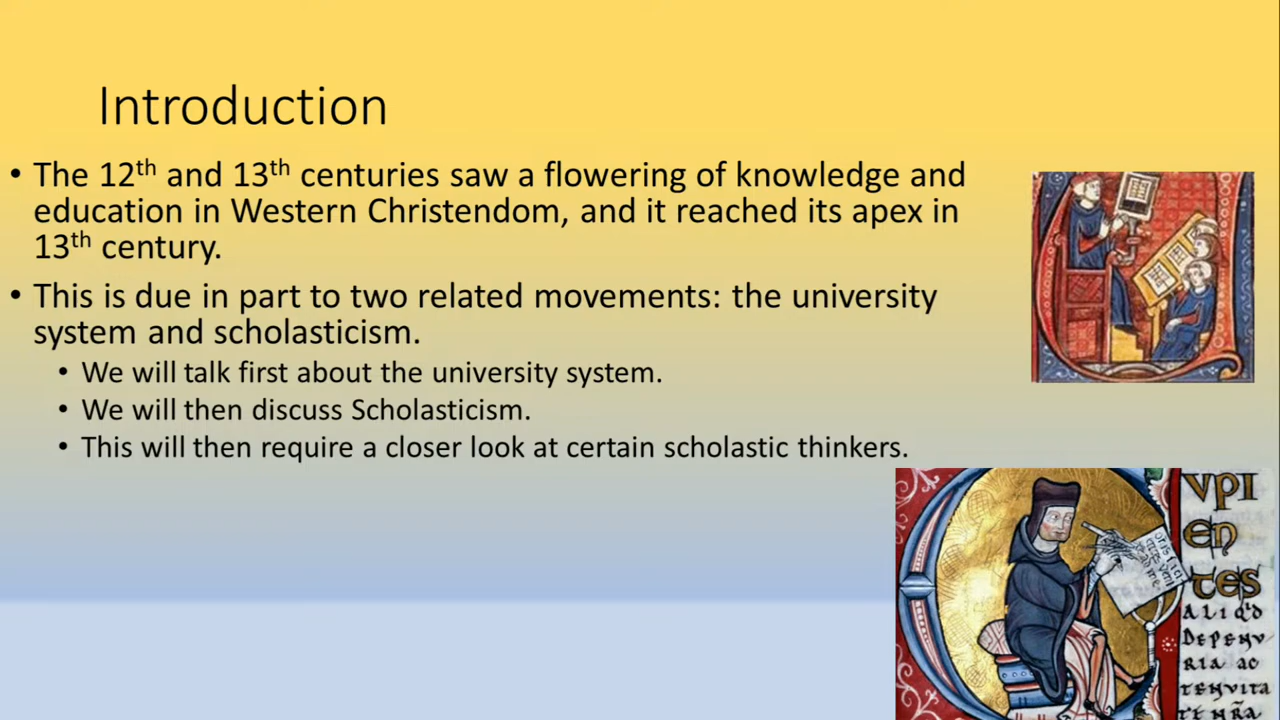 Introduction
• The 12th and 13th centuries saw a flowering of knowledge and
education in Western Christendom, and it reached its apex in
13th century.
• This is due in part to two related movements: the university
system and scholasticism.
• We will talk first about the university system.
• We will then discuss Scholasticism.
• This will then require a closer look at certain scholastic thinkers.
VPI
EN
TES